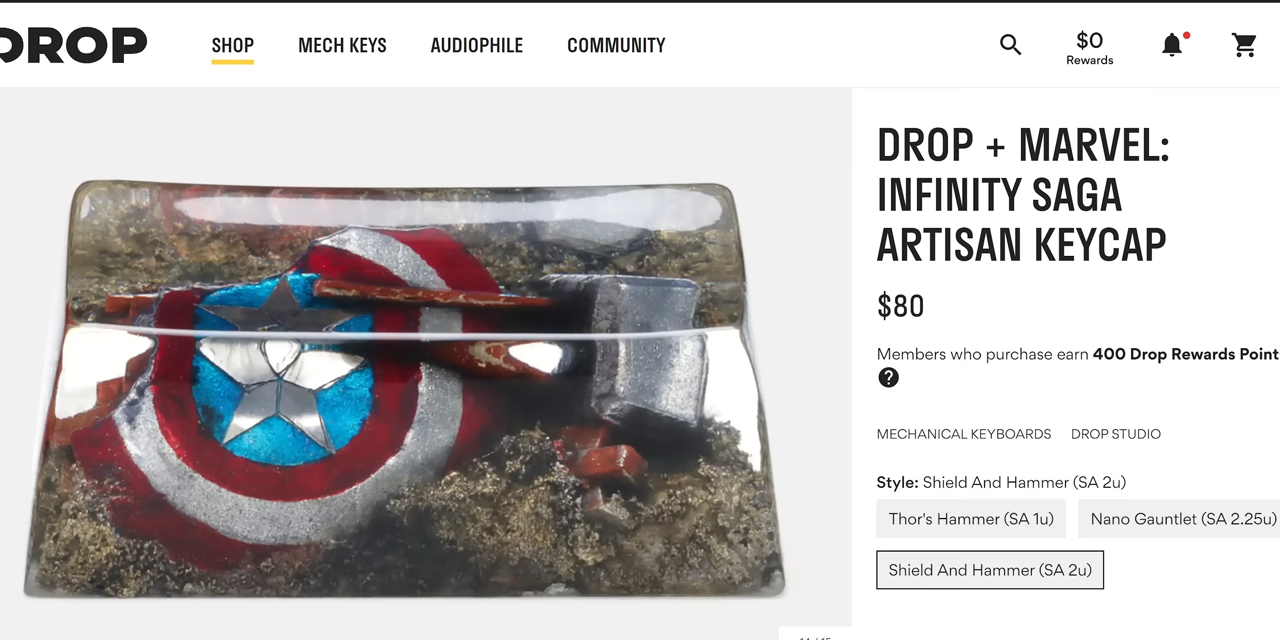 DROP
SHOP
MECH KEYS
AUDIOPHILE
COMMUNITY
$0
Rewards
DROP + MARVEL:
INFINITY SAGA
ARTISAN KEYCAP
$80
Members who purchase earn 400 Drop Rewards Point
?
MECHANICAL KEYBOARDS DROP STUDIO
Style: Shield And Hammer (SA 2u)
Thor's Hammer (SA 1u)
Nano Gauntlet (SA 2.25u)
Shield And Hammer (SA 2u)